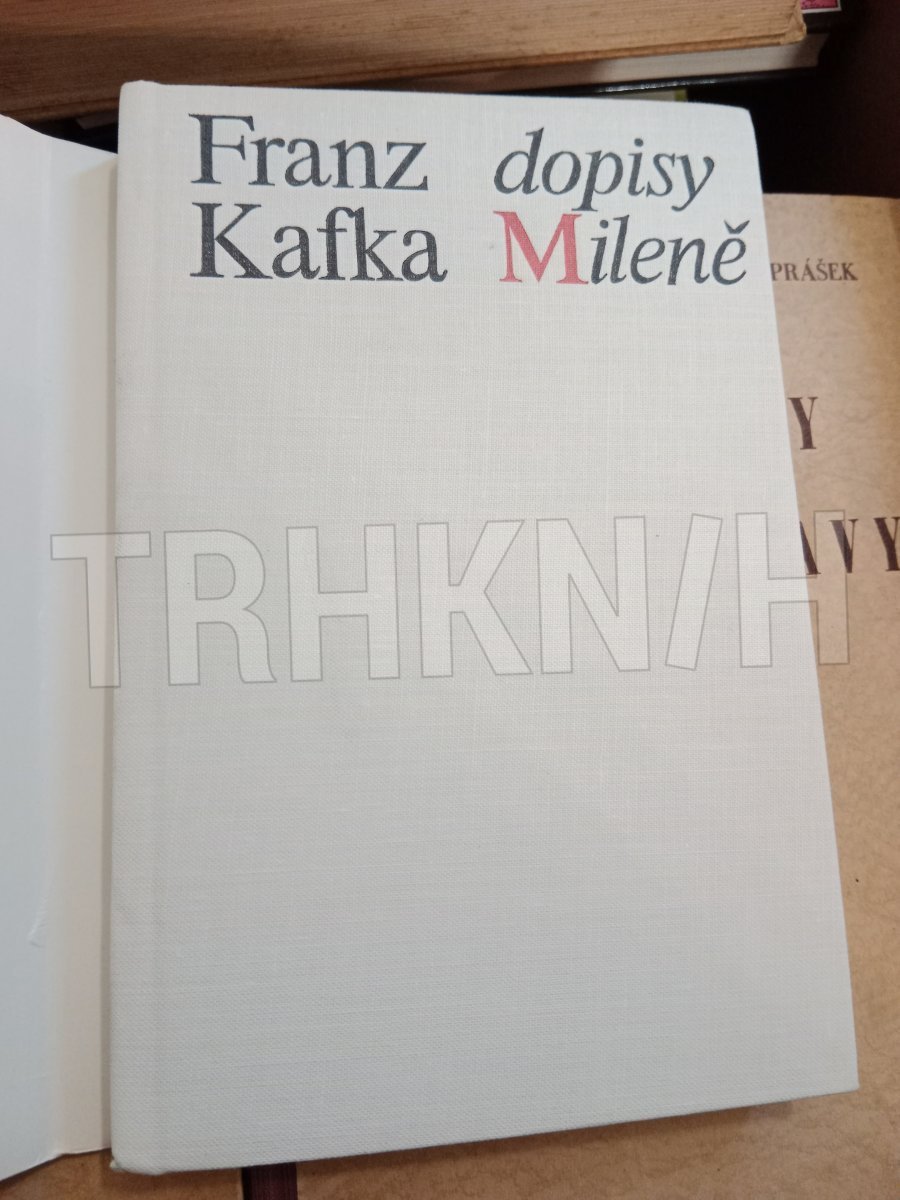 Franz dopisy
Kafka Mileně
PRÁŠEK
TRHKNIH